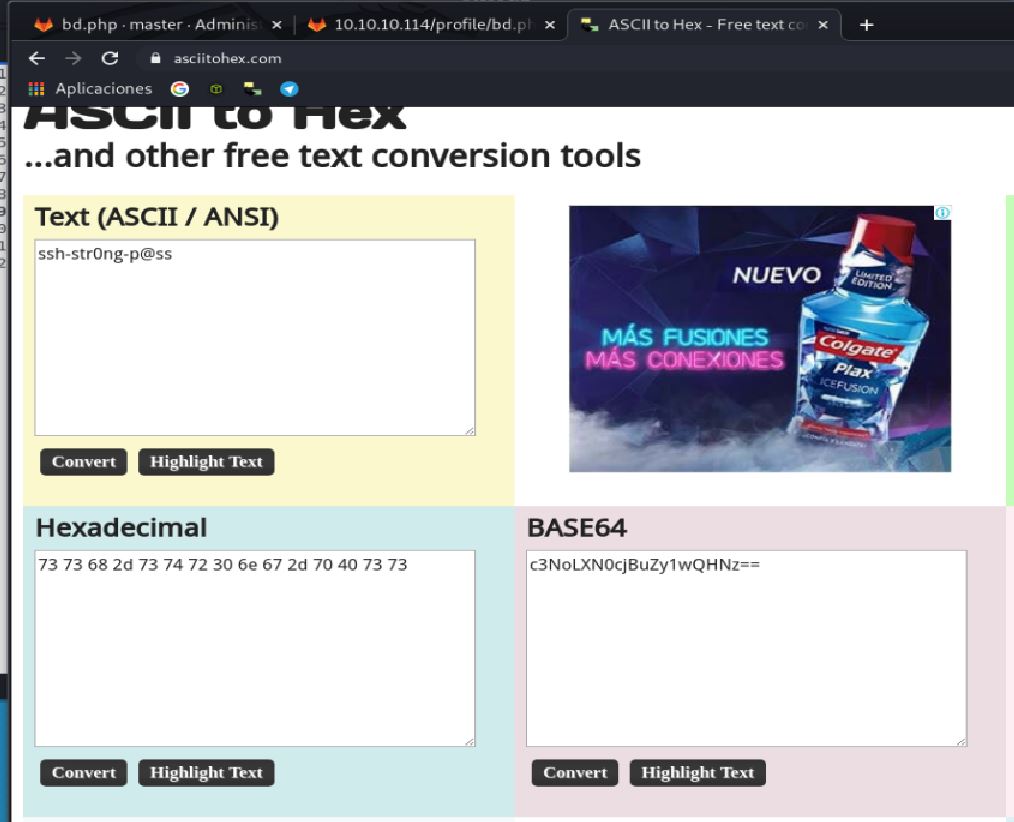 bd.php · master · Adminis
10.10.10.114/profile/bd.ph
ASCII to Hex - Free text co
asciitohex.com
Aplicaciones
ASCII to Hex
...and other free text conversion tools
Text (ASCII / ANSI)
ssh-str0ng-p@ss
Convert
Highlight Text
NUEVO
LIMITED
EDITION
MÁS FUSIONES
MÁS CONEXIONES
Colgate
Plax
ICEFUSION
Hexadecimal
73 73 68 2d 73 74 72 30 6e 67 2d 70 40 73 73
Convert
Highlight Text
BASE64
c3NoLXN0cjBuZy1wQHNz==
Convert
Highlight Text